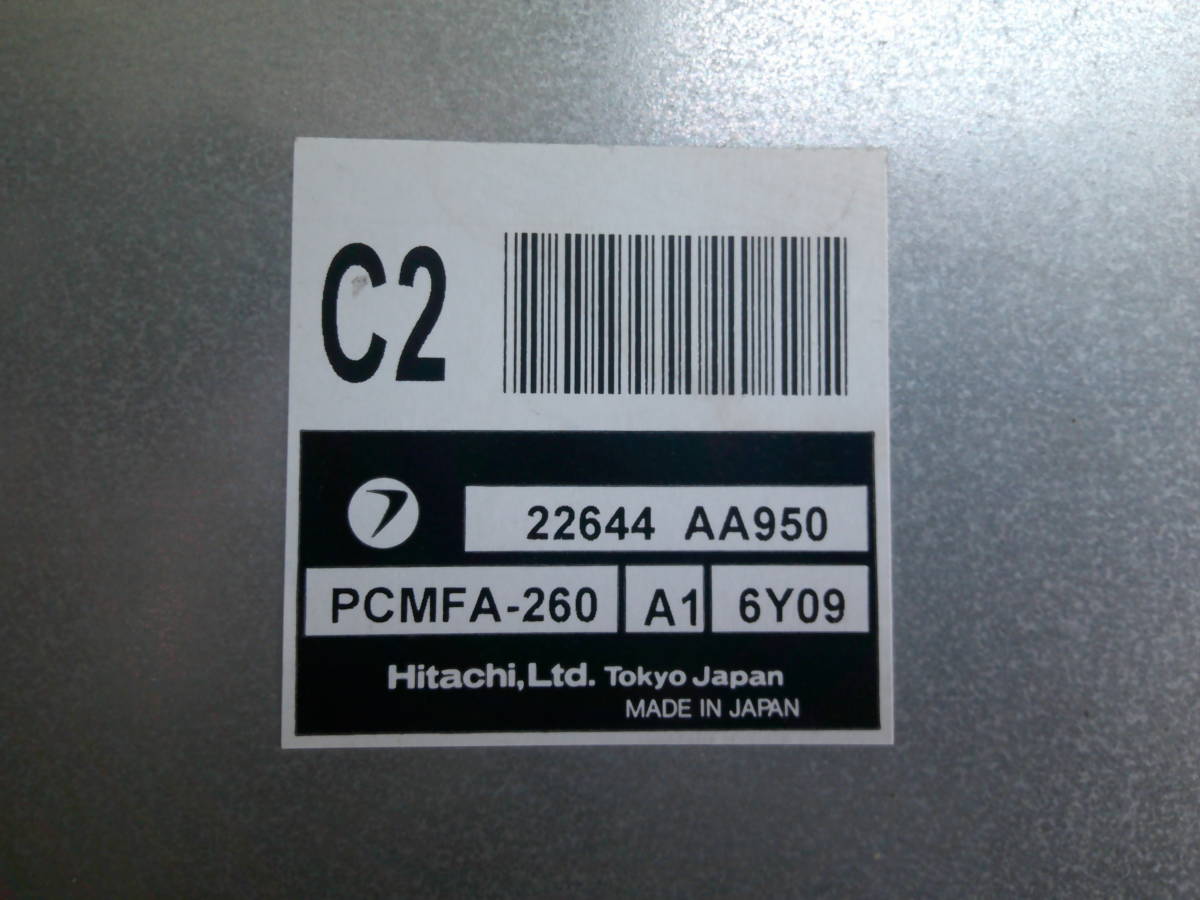 C2
22644 AA950
PCMFA-260 A1 6Y09
Hitachi,Ltd. Tokyo Japan
MADE IN JAPAN